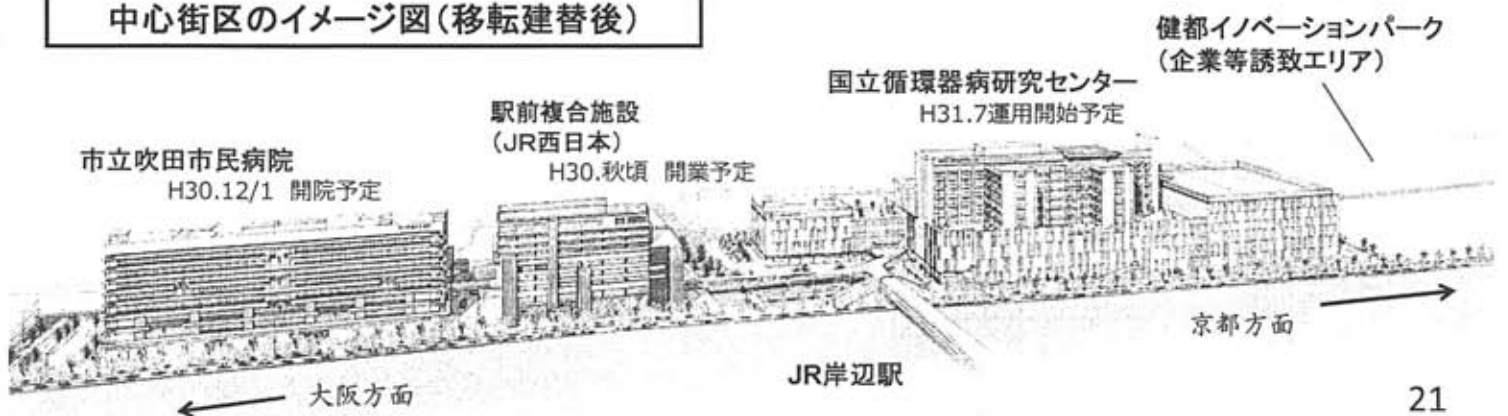 中心街区のイメージ図(移転建替後)
健都イノベーションパーク
(企業等誘致エリア)
国立循環器病研究センター
H31.7運用開始予定
駅前複合施設
(JR西日本)
H30.秋頃 開業予定
市立吹田市民病院
H30.12/1 開院予定
京都方面
JR岸辺駅
大阪方面
21